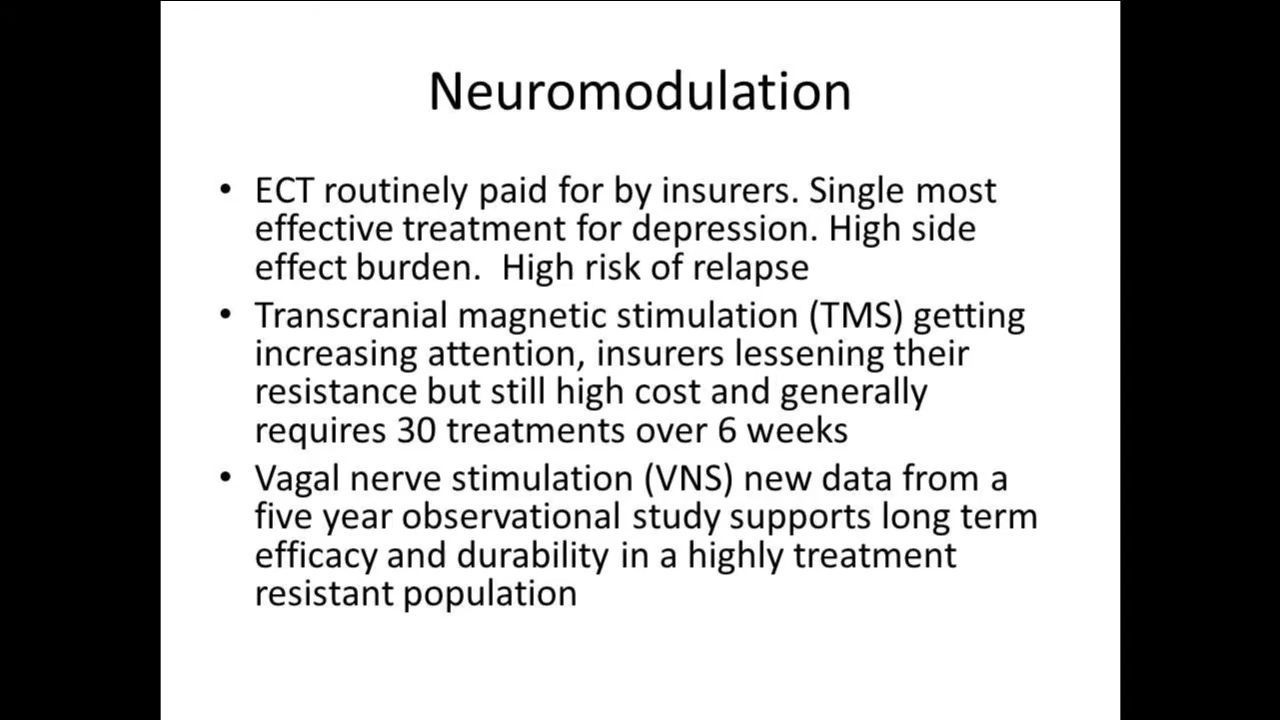 Neuromodulation
• ECT routinely paid for by insurers. Single most
effective treatment for depression. High side
effect burden.  High risk of relapse
• Transcranial magnetic stimulation (TMS) getting
increasing attention, insurers lessening their
resistance but still high cost and generally
requires 30 treatments over 6 weeks
• Vagal nerve stimulation (VNS) new data from a
five year observational study supports long term
efficacy and durability in a highly treatment
resistant population